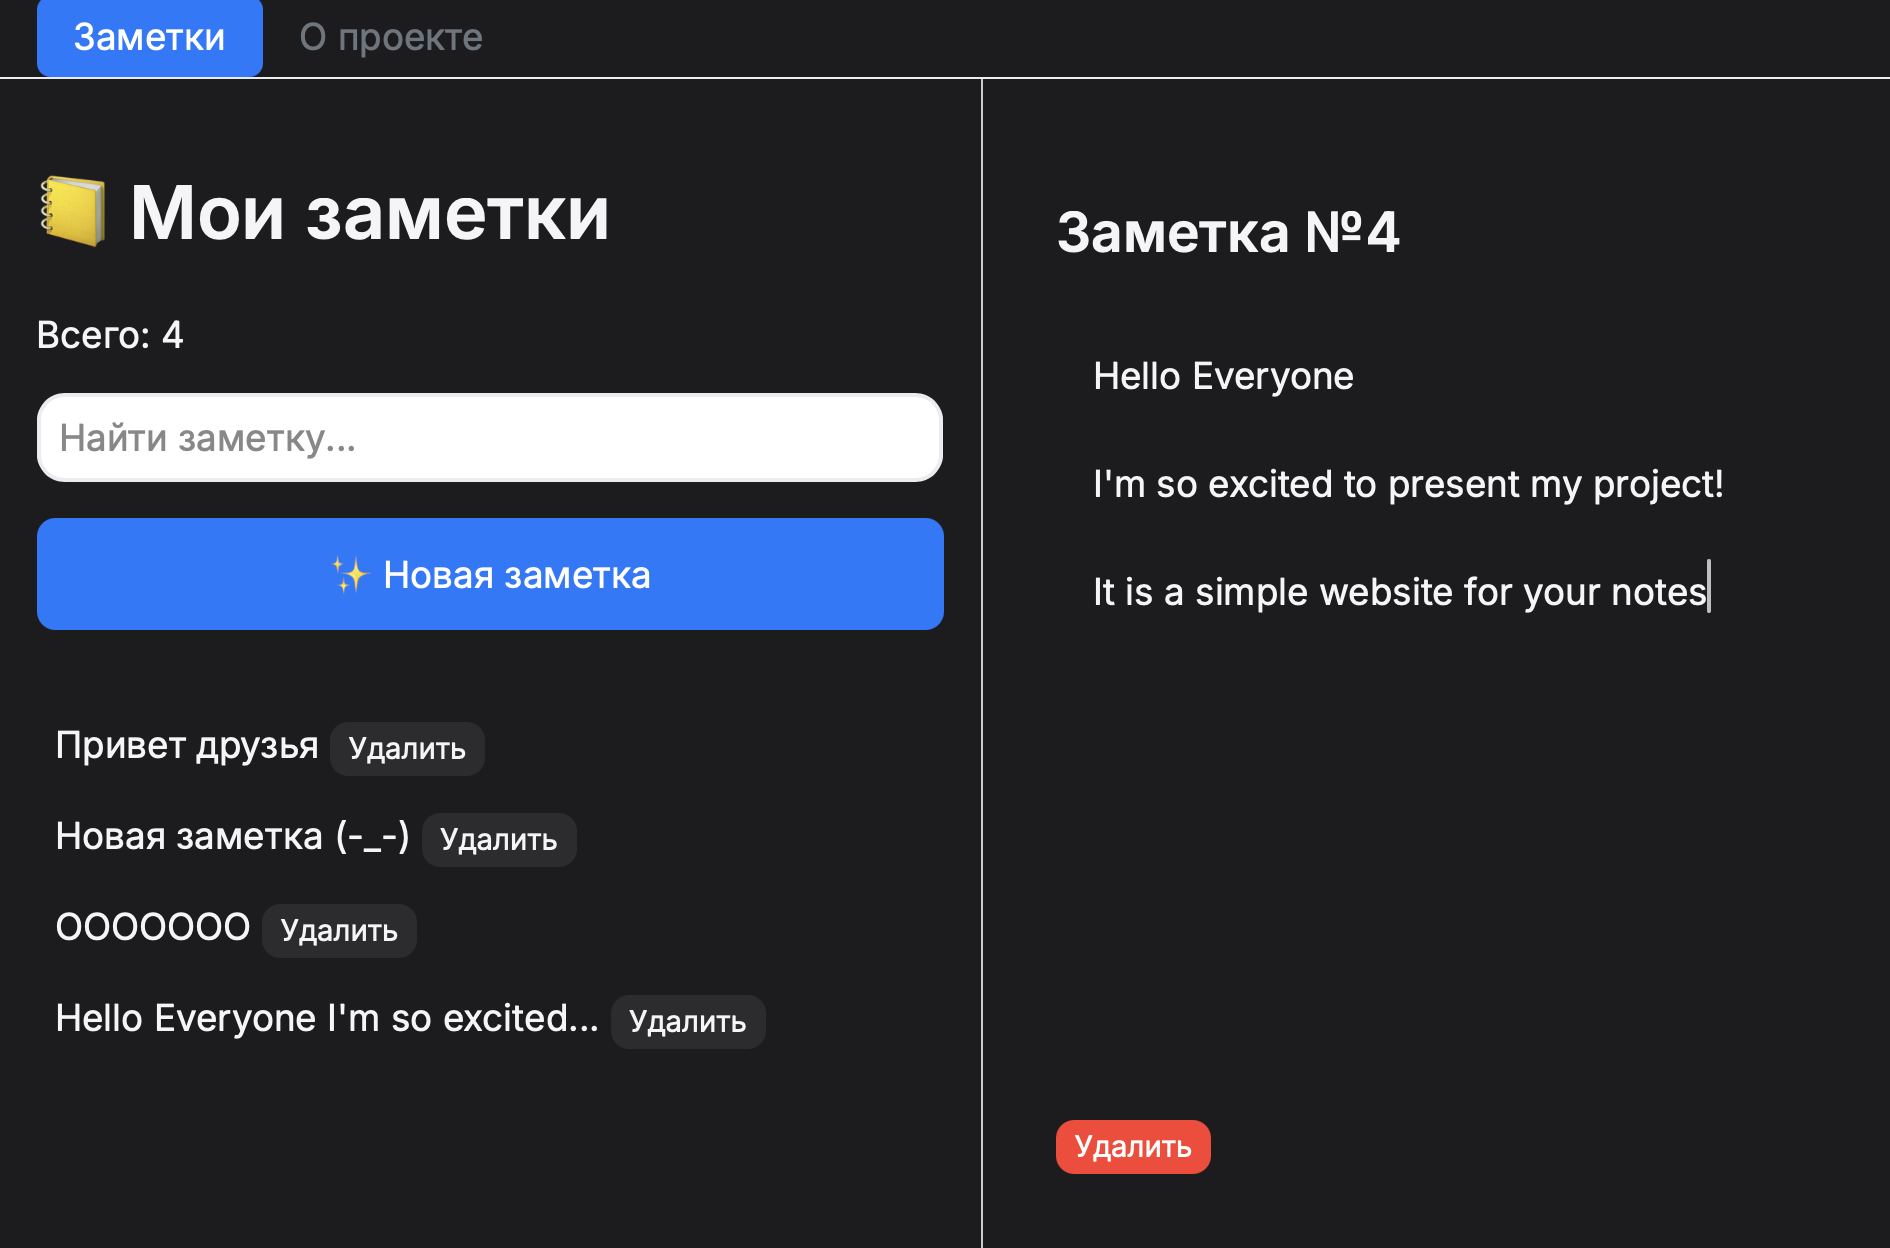 Заметки
О проекте
📒 Мои заметки
Всего: 4
Найти заметку...
✨ Новая заметка
Привет друзья Удалить
Новая заметка (-_-) Удалить
ООООООО Удалить
Hello Everyone I'm so excited... Удалить
Заметка №4
Hello Everyone
I'm so excited to present my project!
It is a simple website for your notes
Удалить